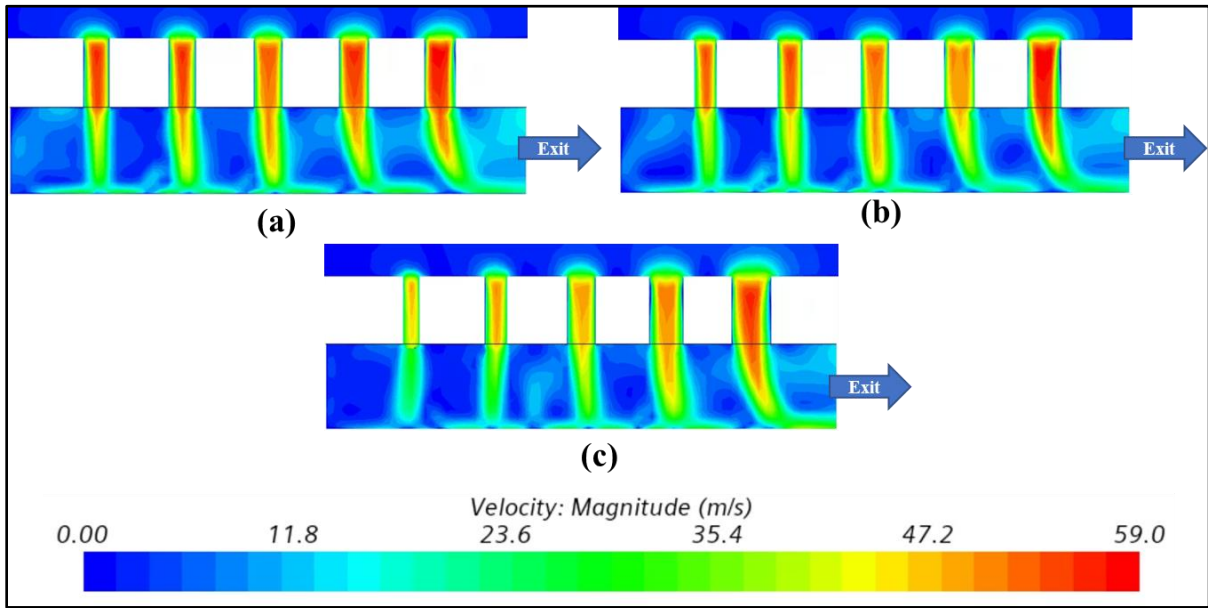 Exit
(a)
Exit
(b)
Exit
(c)
Velocity: Magnitude (m/s)
0.00 11.8 23.6 35.4 47.2 59.0